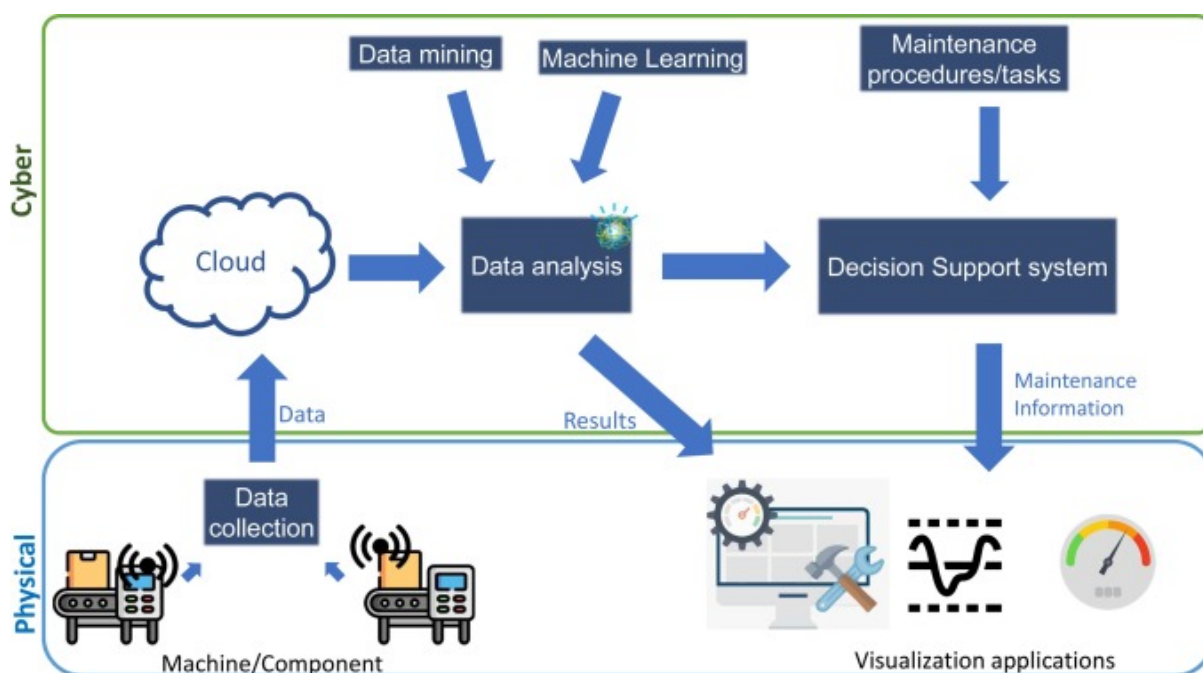 Data mining
Machine Learning
Maintenance
procedures/tasks
Cyber
Cloud
Data analysis
Decision Support system
Data
Results
Maintenance
Information
Physical
Data
collection
Machine/Component
Visualization applications